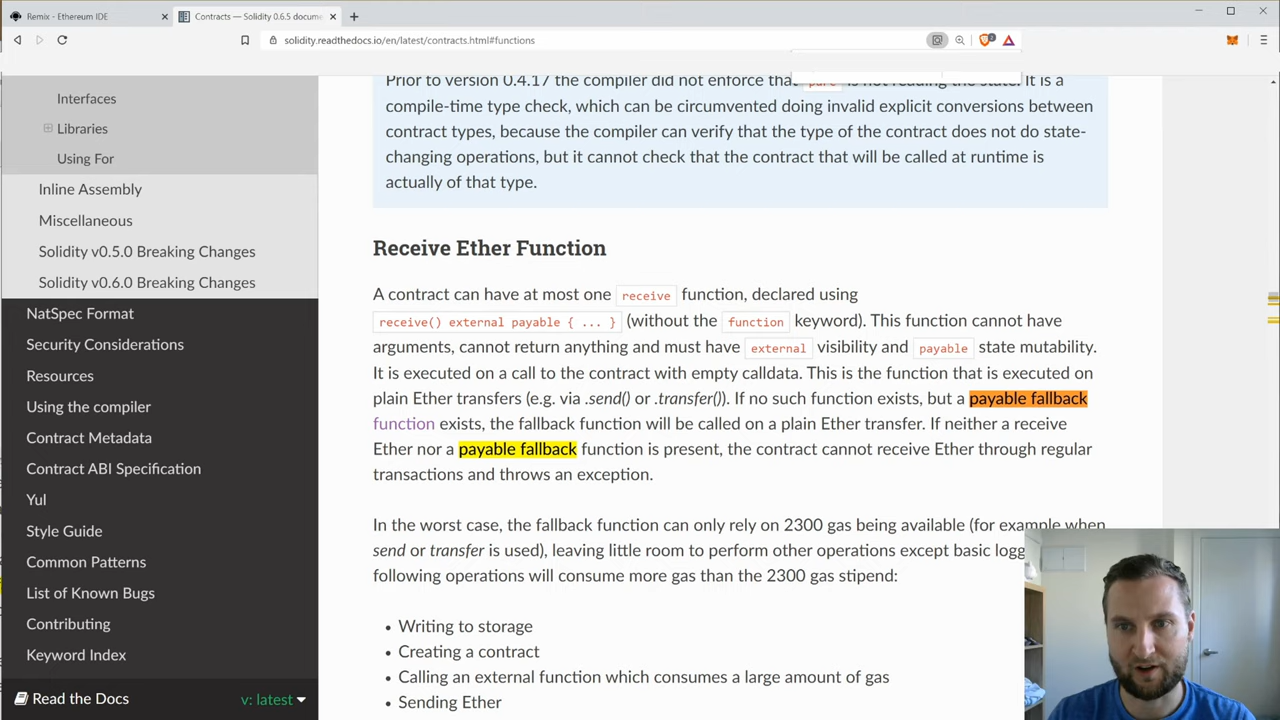 Remix - Ethereum IDE
Contracts — Solidity 0.6.5 docume
solidity.readthedocs.io/en/latest/contracts.html#functions
Interfaces
Libraries
Using For
Inline Assembly
Miscellaneous
Solidity v0.5.0 Breaking Changes
Solidity v0.6.0 Breaking Changes
NatSpec Format
Security Considerations
Resources
Using the compiler
Contract Metadata
Contract ABI Specification
Yul
Style Guide
Common Patterns
List of Known Bugs
Contributing
Keyword Index
Read the Docs
v: latest
Prior to version 0.4.17 the compiler did not enforce that pure is not reading the state. It is a
compile-time type check, which can be circumvented doing invalid explicit conversions between
contract types, because the compiler can verify that the type of the contract does not do state-
changing operations, but it cannot check that the contract that will be called at runtime is
actually of that type.
Receive Ether Function
A contract can have at most one receive function, declared using
receive() external payable { ... } (without the function keyword). This function cannot have
arguments, cannot return anything and must have external visibility and payable state mutability.
It is executed on a call to the contract with empty calldata. This is the function that is executed on
plain Ether transfers (e.g. via .send() or .transfer()). If no such function exists, but a payable fallback
function exists, the fallback function will be called on a plain Ether transfer. If neither a receive
Ether nor a payable fallback function is present, the contract cannot receive Ether through regular
transactions and throws an exception.
In the worst case, the fallback function can only rely on 2300 gas being available (for example when
send or transfer is used), leaving little room to perform other operations except basic logg
following operations will consume more gas than the 2300 gas stipend:
• Writing to storage
• Creating a contract
• Calling an external function which consumes a large amount of gas
• Sending Ether